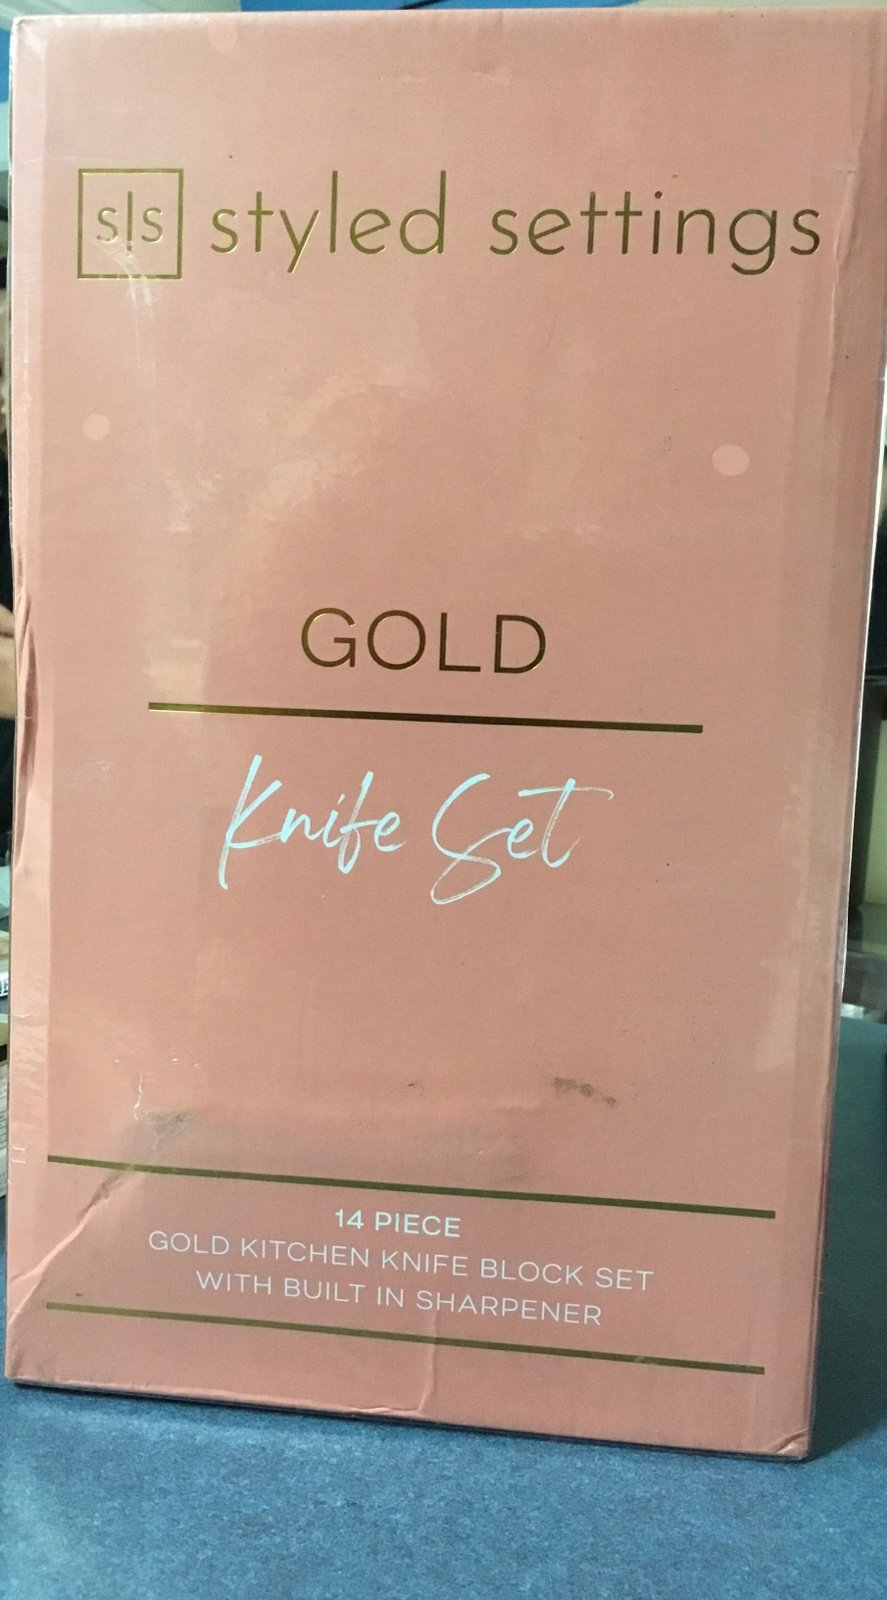 s|s styled settings
GOLD
Knife Set
14 PIECE
GOLD KITCHEN KNIFE BLOCK SET
WITH BUILT IN SHARPENER